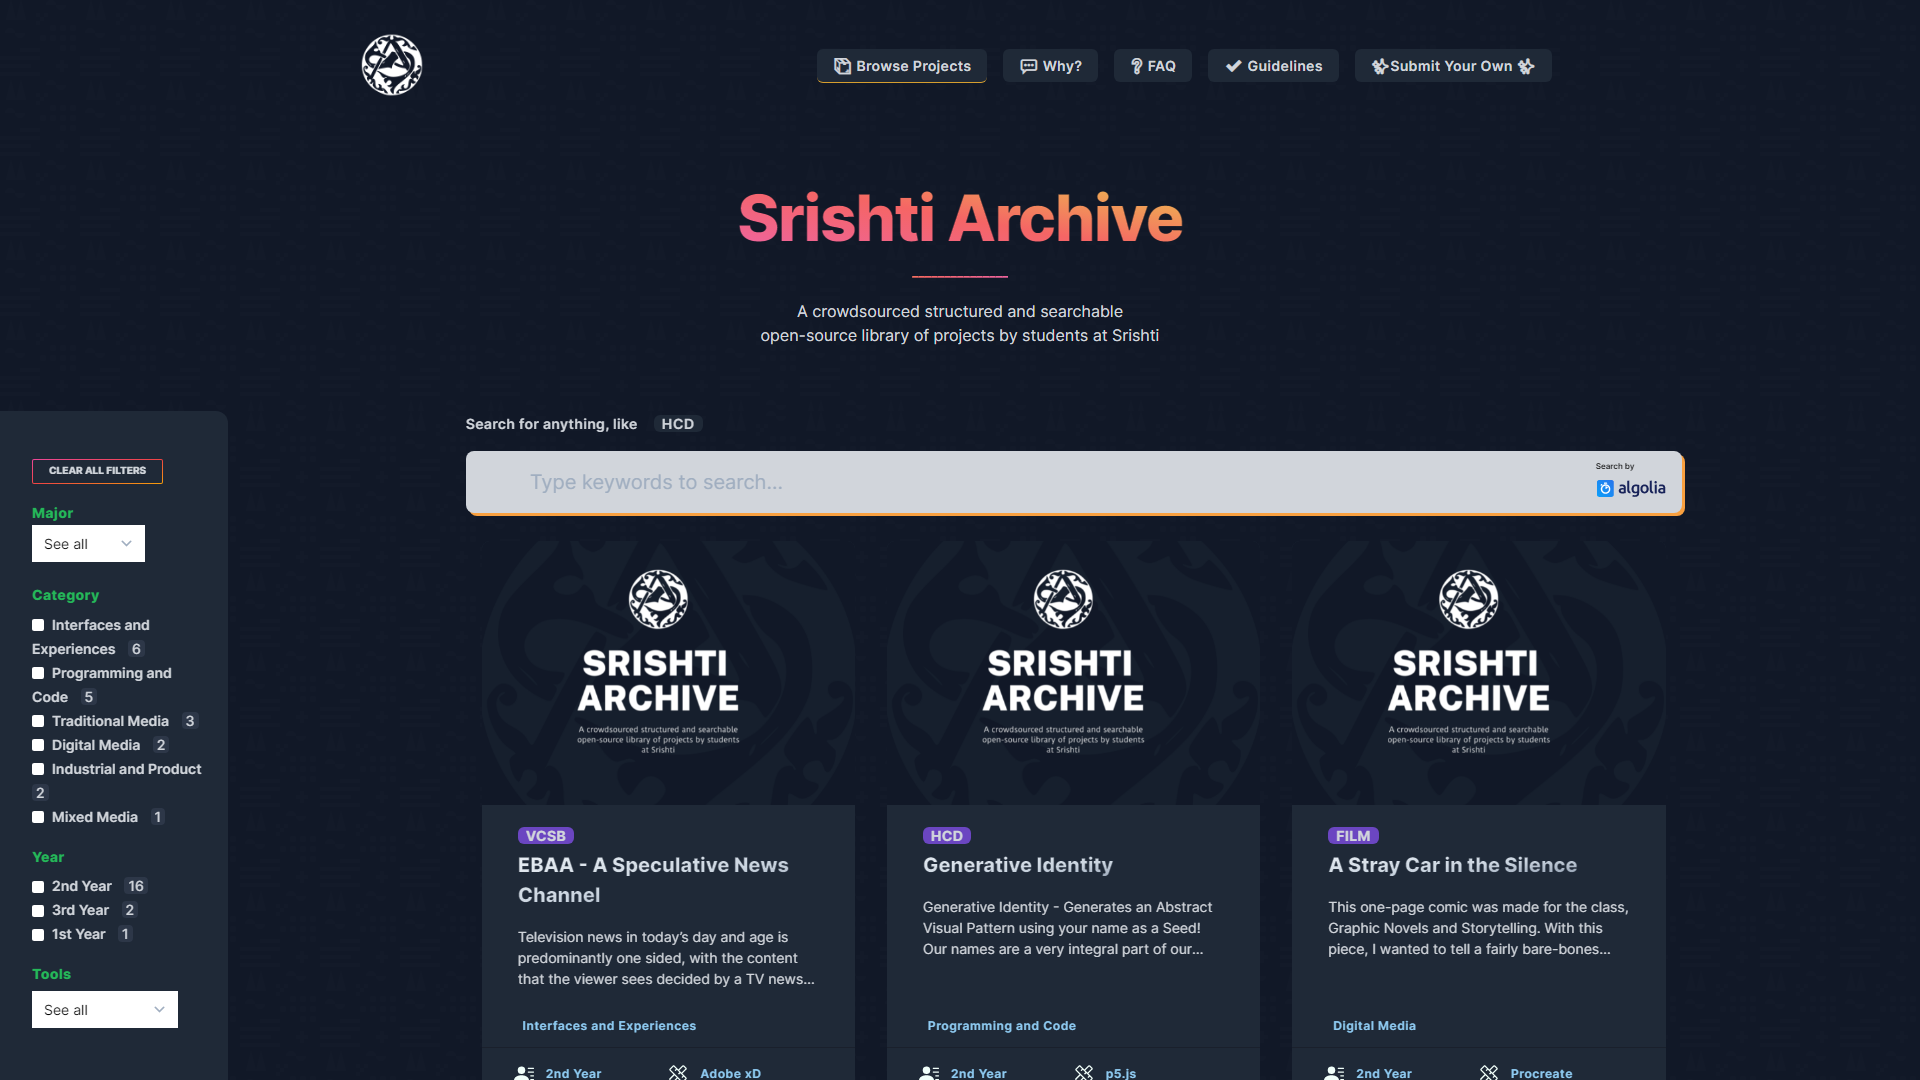 Browse Projects
Why?
FAQ
Guidelines
Submit Your Own
Srishti Archive
A crowdsourced structured and searchable
open-source library of projects by students at Srishti
CLEAR ALL FILTERS
Major
See all
Category
Interfaces and
Experiences 6
Programming and
Code 5
Traditional Media 3
Digital Media 2
Industrial and Product
2
Mixed Media 1
Year
2nd Year 16
3rd Year 2
1st Year 1
Tools
See all
Search for anything, like HCD
Type keywords to search...
Search by
algolia
SRISHTI
ARCHIVE
A crowdsourced structured and searchable
open-source library of projects by students
at Srishti
VCSB
EBAA - A Speculative News
Channel
Television news in today’s day and age is
predominantly one sided, with the content
that the viewer sees decided by a TV news...
Interfaces and Experiences
2nd Year
Adobe xD
SRISHTI
ARCHIVE
A crowdsourced structured and searchable
open-source library of projects by students
at Srishti
HCD
Generative Identity
Generative Identity - Generates an Abstract
Visual Pattern using your name as a Seed!
Our names are a very integral part of our...
Programming and Code
2nd Year
p5.js
SRISHTI
ARCHIVE
A crowdsourced structured and searchable
open-source library of projects by students
at Srishti
FILM
A Stray Car in the Silence
This one-page comic was made for the class,
Graphic Novels and Storytelling. With this
piece, I wanted to tell a fairly bare-bones...
Digital Media
2nd Year
Procreate